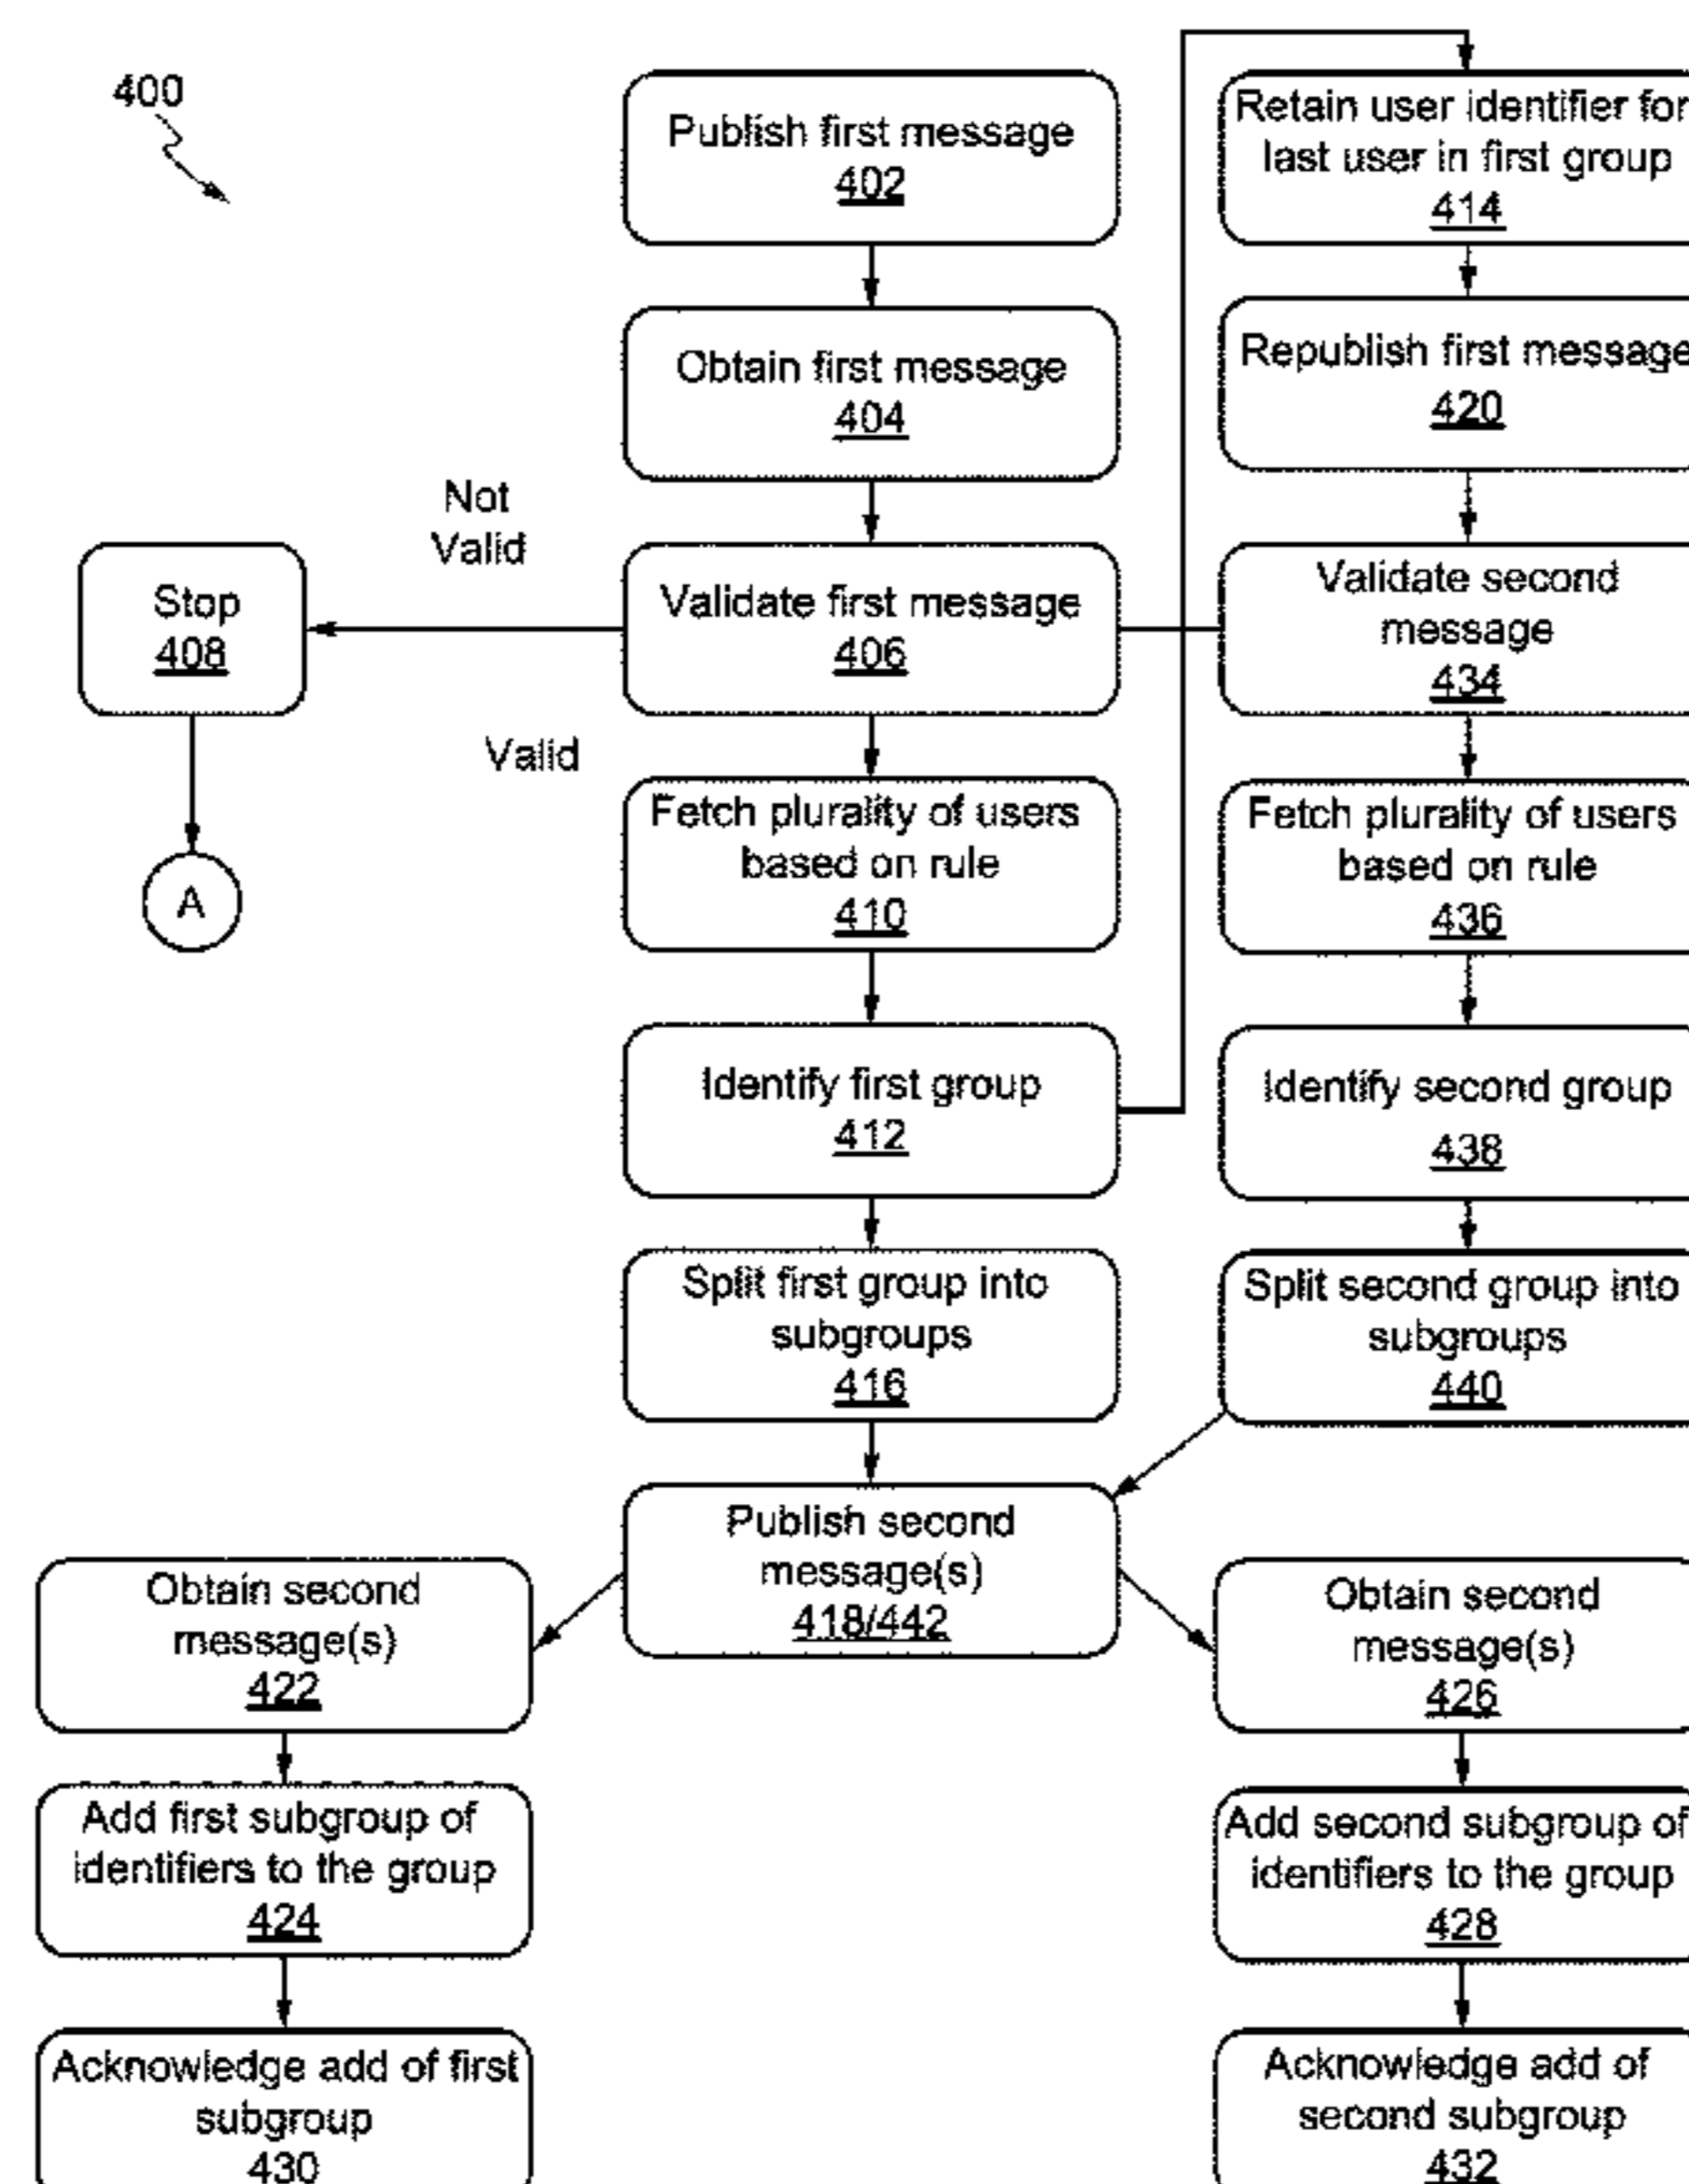 400
Publish first message
402
Obtain first message
404
Not
Valid
Validate first message
406
Stop
408
Valid
A
Fetch plurality of users
based on rule
410
Identify first group
412
Split first group into
subgroups
416
Retain user identifier for
last user in first group
414
Republish first message
420
Validate second
message
434
Fetch plurality of users
based on rule
436
Identify second group
438
Split second group into
subgroups
440
Publish second
message(s)
418/442
Obtain second
message(s)
422
Add first subgroup of
identifiers to the group
424
Acknowledge add of first
subgroup
430
Obtain second
message(s)
426
Add second subgroup of
identifiers to the group
428
Acknowledge add of
second subgroup
432